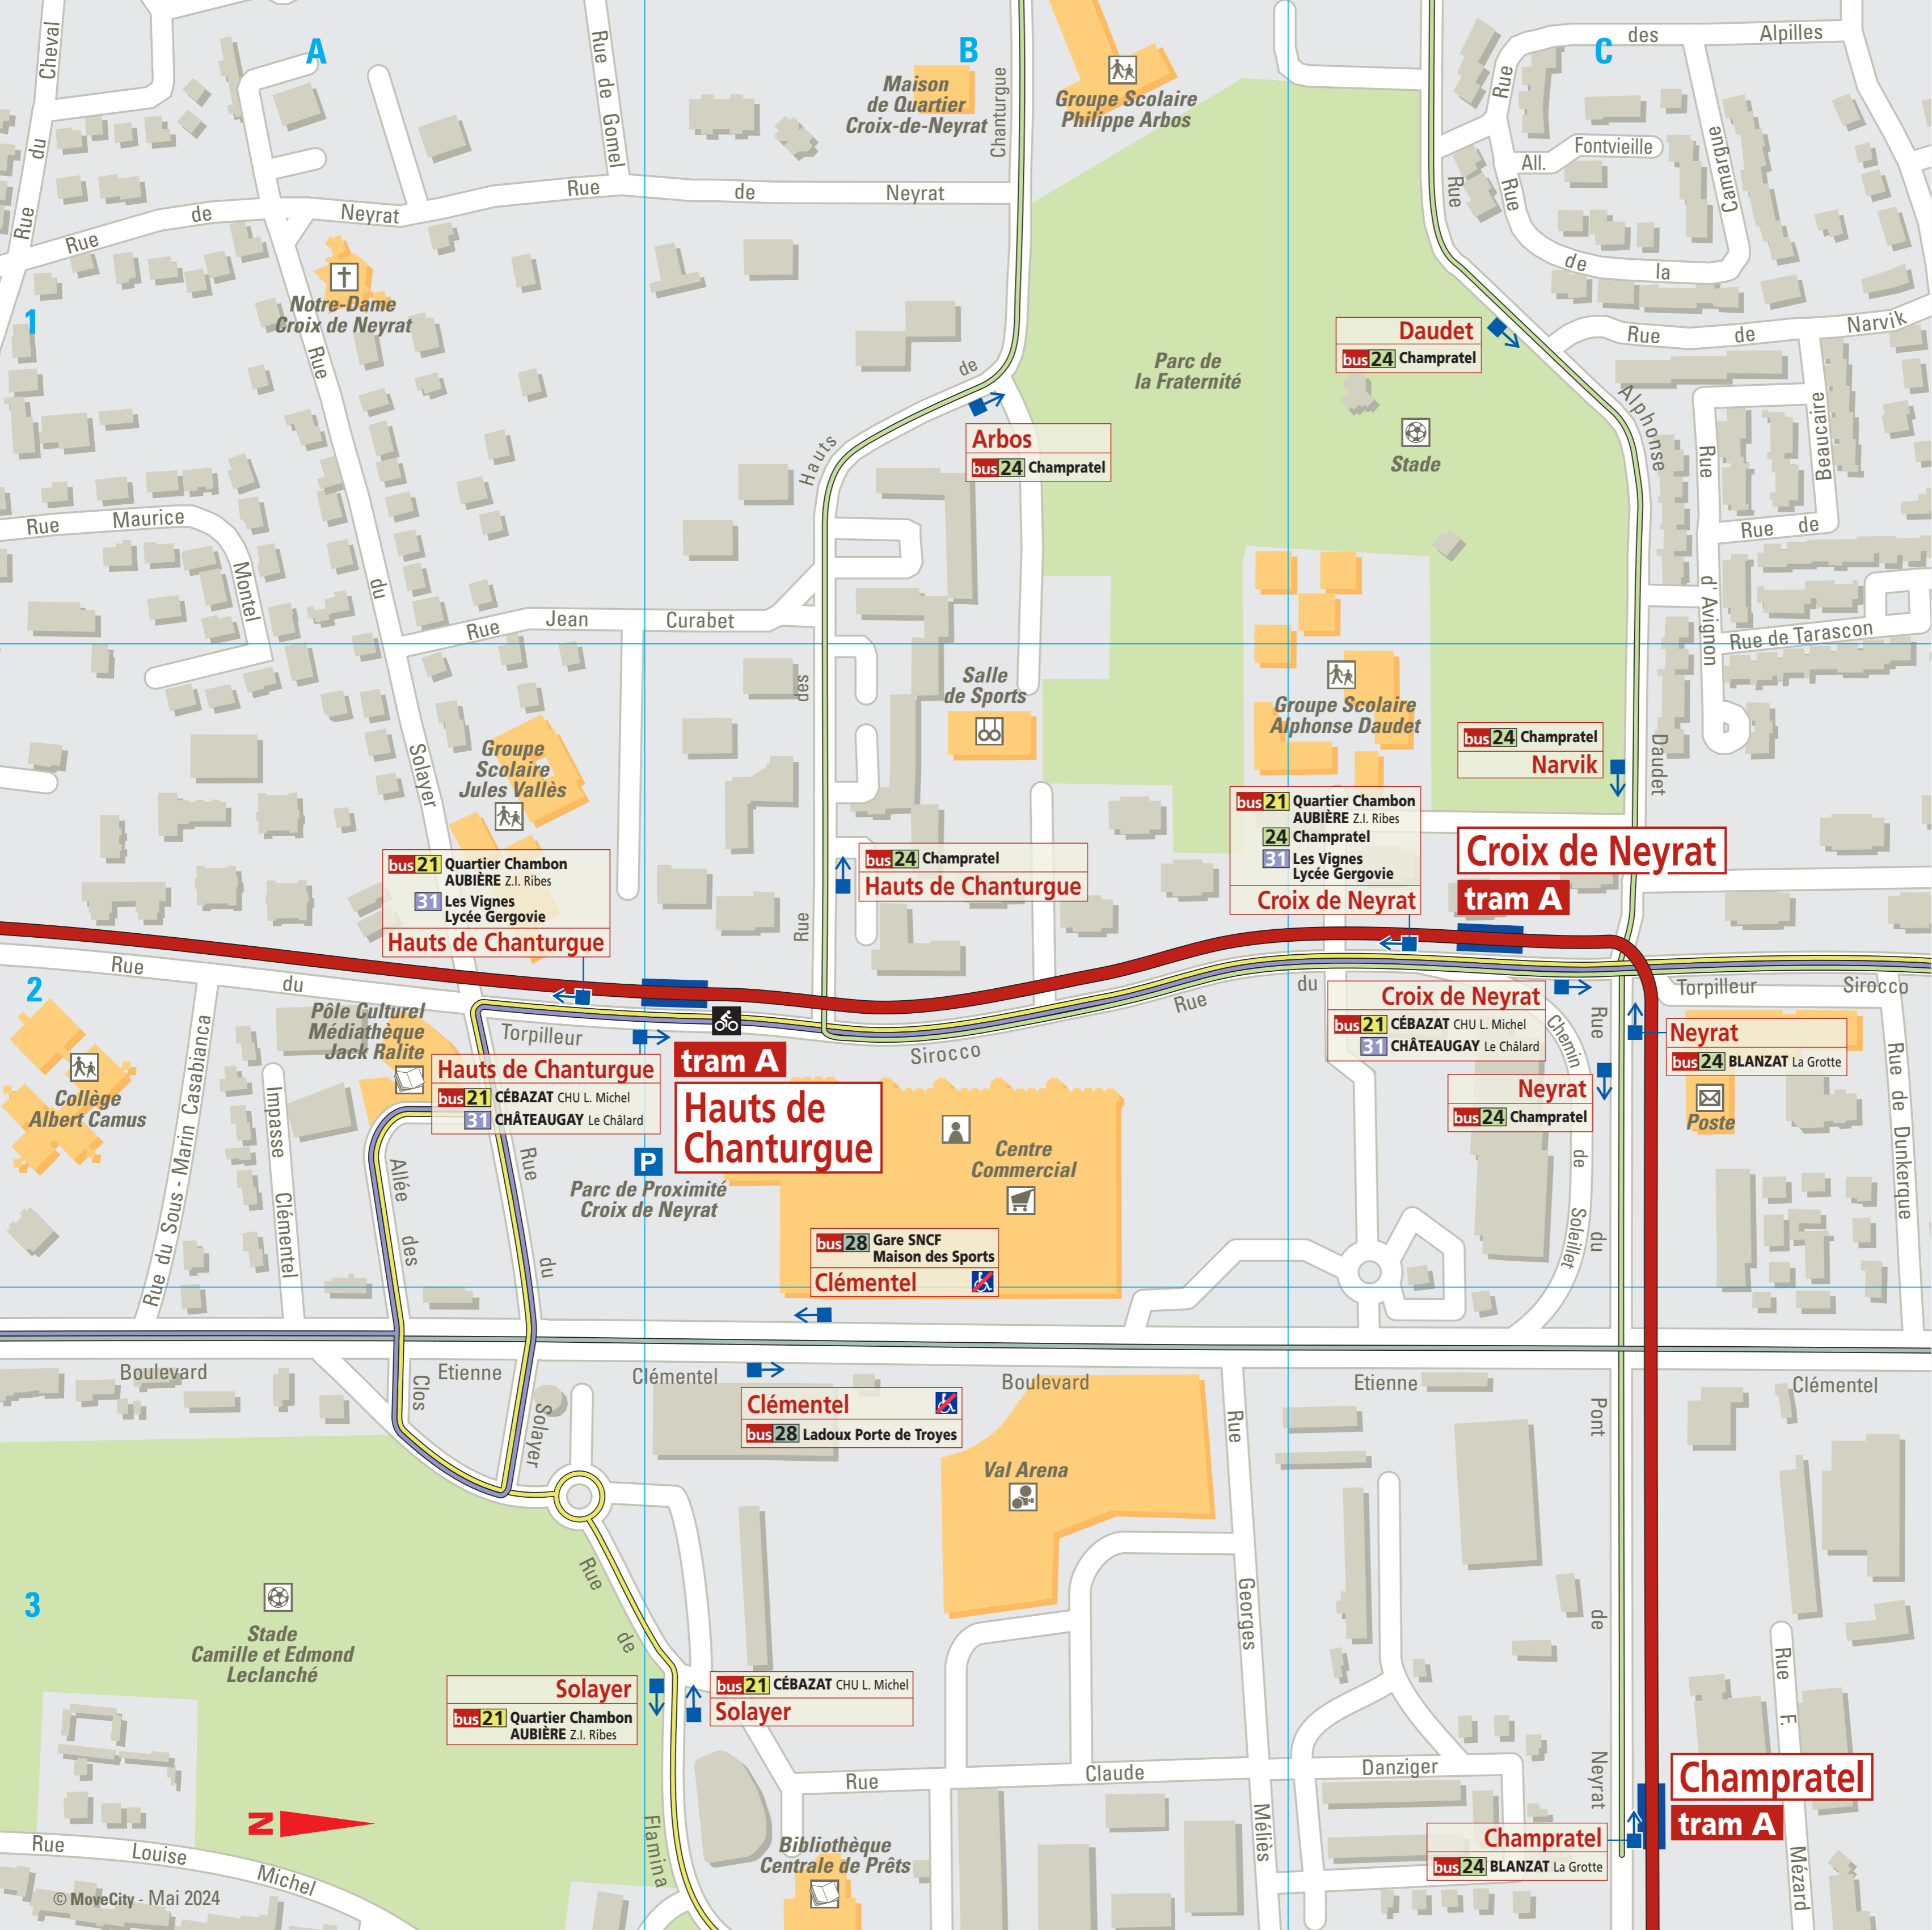 A
B
C
1
2
3
Rue du Cheval
Rue de Gomel
Rue de Neyrat
Rue de Neyrat
Maison
de Quartier
Croix-de-Neyrat
Groupe Scolaire
Philippe Arbos
Rue des Hauts de Chanturgue
Rue des Alpilles
All. Fontvieille
Rue de la Camargue
Rue de Narvik
Notre-Dame
Croix de Neyrat
Parc de
la Fraternité
Daudet
bus 24 Champratel
Stade
Arbos
bus 24 Champratel
Rue Alphonse Daudet
Rue de Beaucaire
Rue d'Avignon
Rue de Tarascon
Rue Maurice Montel
Rue du Solayer
Rue Jean Curabet
Salle
de Sports
Groupe Scolaire
Alphonse Daudet
Groupe
Scolaire
Jules Vallès
bus 24 Champratel
Narvik
bus 21 Quartier Chambon
AUBIÈRE Z.I. Ribes
24 Champratel
31 Les Vignes
Lycée Gergovie
Croix de Neyrat
Croix de Neyrat
tram A
bus 21 Quartier Chambon
AUBIÈRE Z.I. Ribes
31 Les Vignes
Lycée Gergovie
Hauts de Chanturgue
bus 24 Champratel
Hauts de Chanturgue
Rue du Torpilleur Sirocco
Rue du Torpilleur Sirocco
Pôle Culturel
Médiathèque
Jack Ralite
Collège
Albert Camus
Hauts de Chanturgue
bus 21 CÉBAZAT CHU L. Michel
31 CHÂTEAUGAY Le Châlard
tram A
Hauts de
Chanturgue
Croix de Neyrat
bus 21 CÉBAZAT CHU L. Michel
31 CHÂTEAUGAY Le Châlard
Neyrat
bus 24 BLANZAT La Grotte
Neyrat
bus 24 Champratel
Poste
Chemin de Soleillet
Rue de Dunkerque
Rue du Pont de Neyrat
Rue du Sous - Marin Casabianca
Impasse Clémentel
Allée des Clos
Rue du Solayer
P
Parc de Proximité
Croix de Neyrat
Centre
Commercial
bus 28 Gare SNCF
Maison des Sports
Clémentel
Boulevard Etienne Clémentel
Boulevard Etienne Clémentel
Clémentel
bus 28 Ladoux Porte de Troyes
Val Arena
Rue Georges Méliès
Stade
Camille et Edmond
Leclanché
Rue de Flamina
Solayer
bus 21 Quartier Chambon
AUBIÈRE Z.I. Ribes
bus 21 CÉBAZAT CHU L. Michel
Solayer
Rue Claude Danziger
Rue F. Mézard
Champratel
tram A
Champratel
bus 24 BLANZAT La Grotte
Bibliothèque
Centrale de Prêts
N
Rue Louise Michel
© MoveCity - Mai 2024